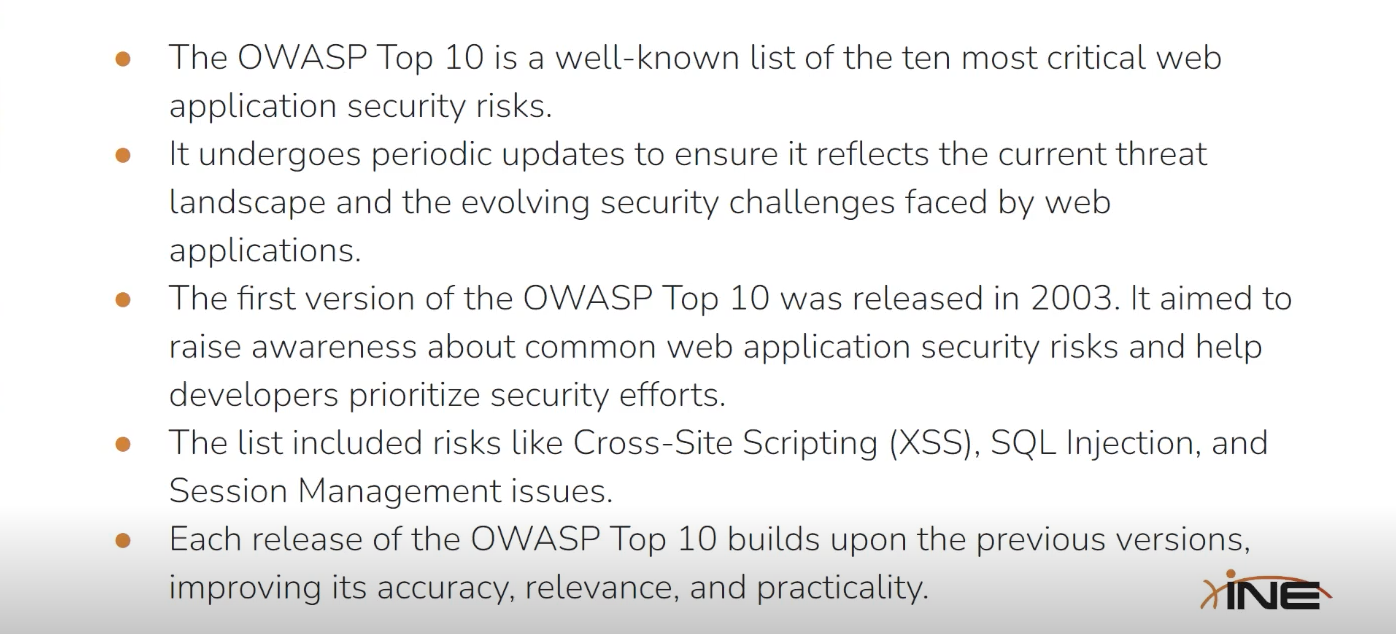 The OWASP Top 10 is a well-known list of the ten most critical web
application security risks.
It undergoes periodic updates to ensure it reflects the current threat
landscape and the evolving security challenges faced by web
applications.
The first version of the OWASP Top 10 was released in 2003. It aimed to
raise awareness about common web application security risks and help
developers prioritize security efforts.
The list included risks like Cross-Site Scripting (XSS), SQL Injection, and
Session Management issues.
Each release of the OWASP Top 10 builds upon the previous versions,
improving its accuracy, relevance, and practicality.
INE